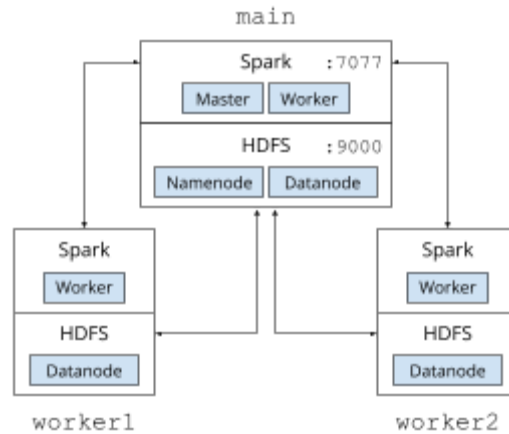 main
Spark :7077
Master Worker
HDFS :9000
Namenode Datanode
Spark
Worker
HDFS
Datanode
worker1
Spark
Worker
HDFS
Datanode
worker2